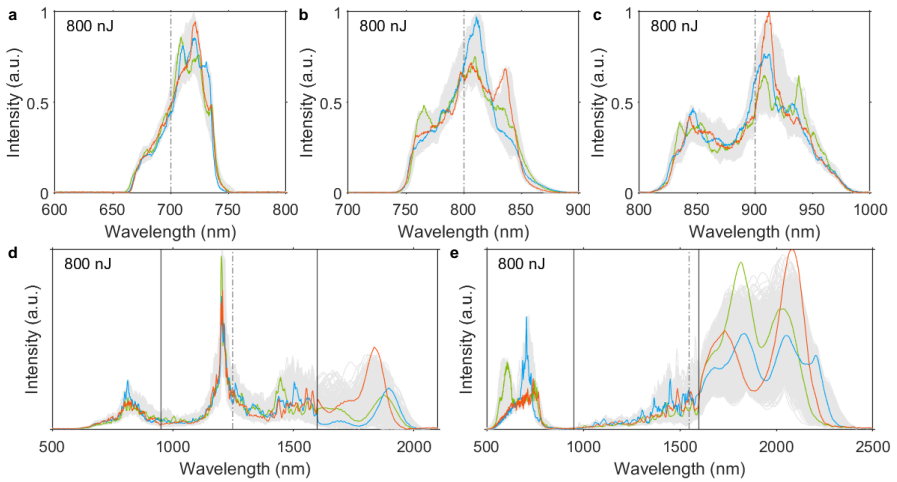 a
800 nJ
Intensity (a.u.)
1
0.5
0
600 650 700 750 800
Wavelength (nm)
b
800 nJ
Intensity (a.u.)
1
0.5
0
700 750 800 850 900
Wavelength (nm)
c
800 nJ
Intensity (a.u.)
1
0.5
0
800 850 900 950 1000
Wavelength (nm)
d
800 nJ
Intensity (a.u.)
500 1000 1500 2000
Wavelength (nm)
e
800 nJ
Intensity (a.u.)
500 1000 1500 2000 2500
Wavelength (nm)